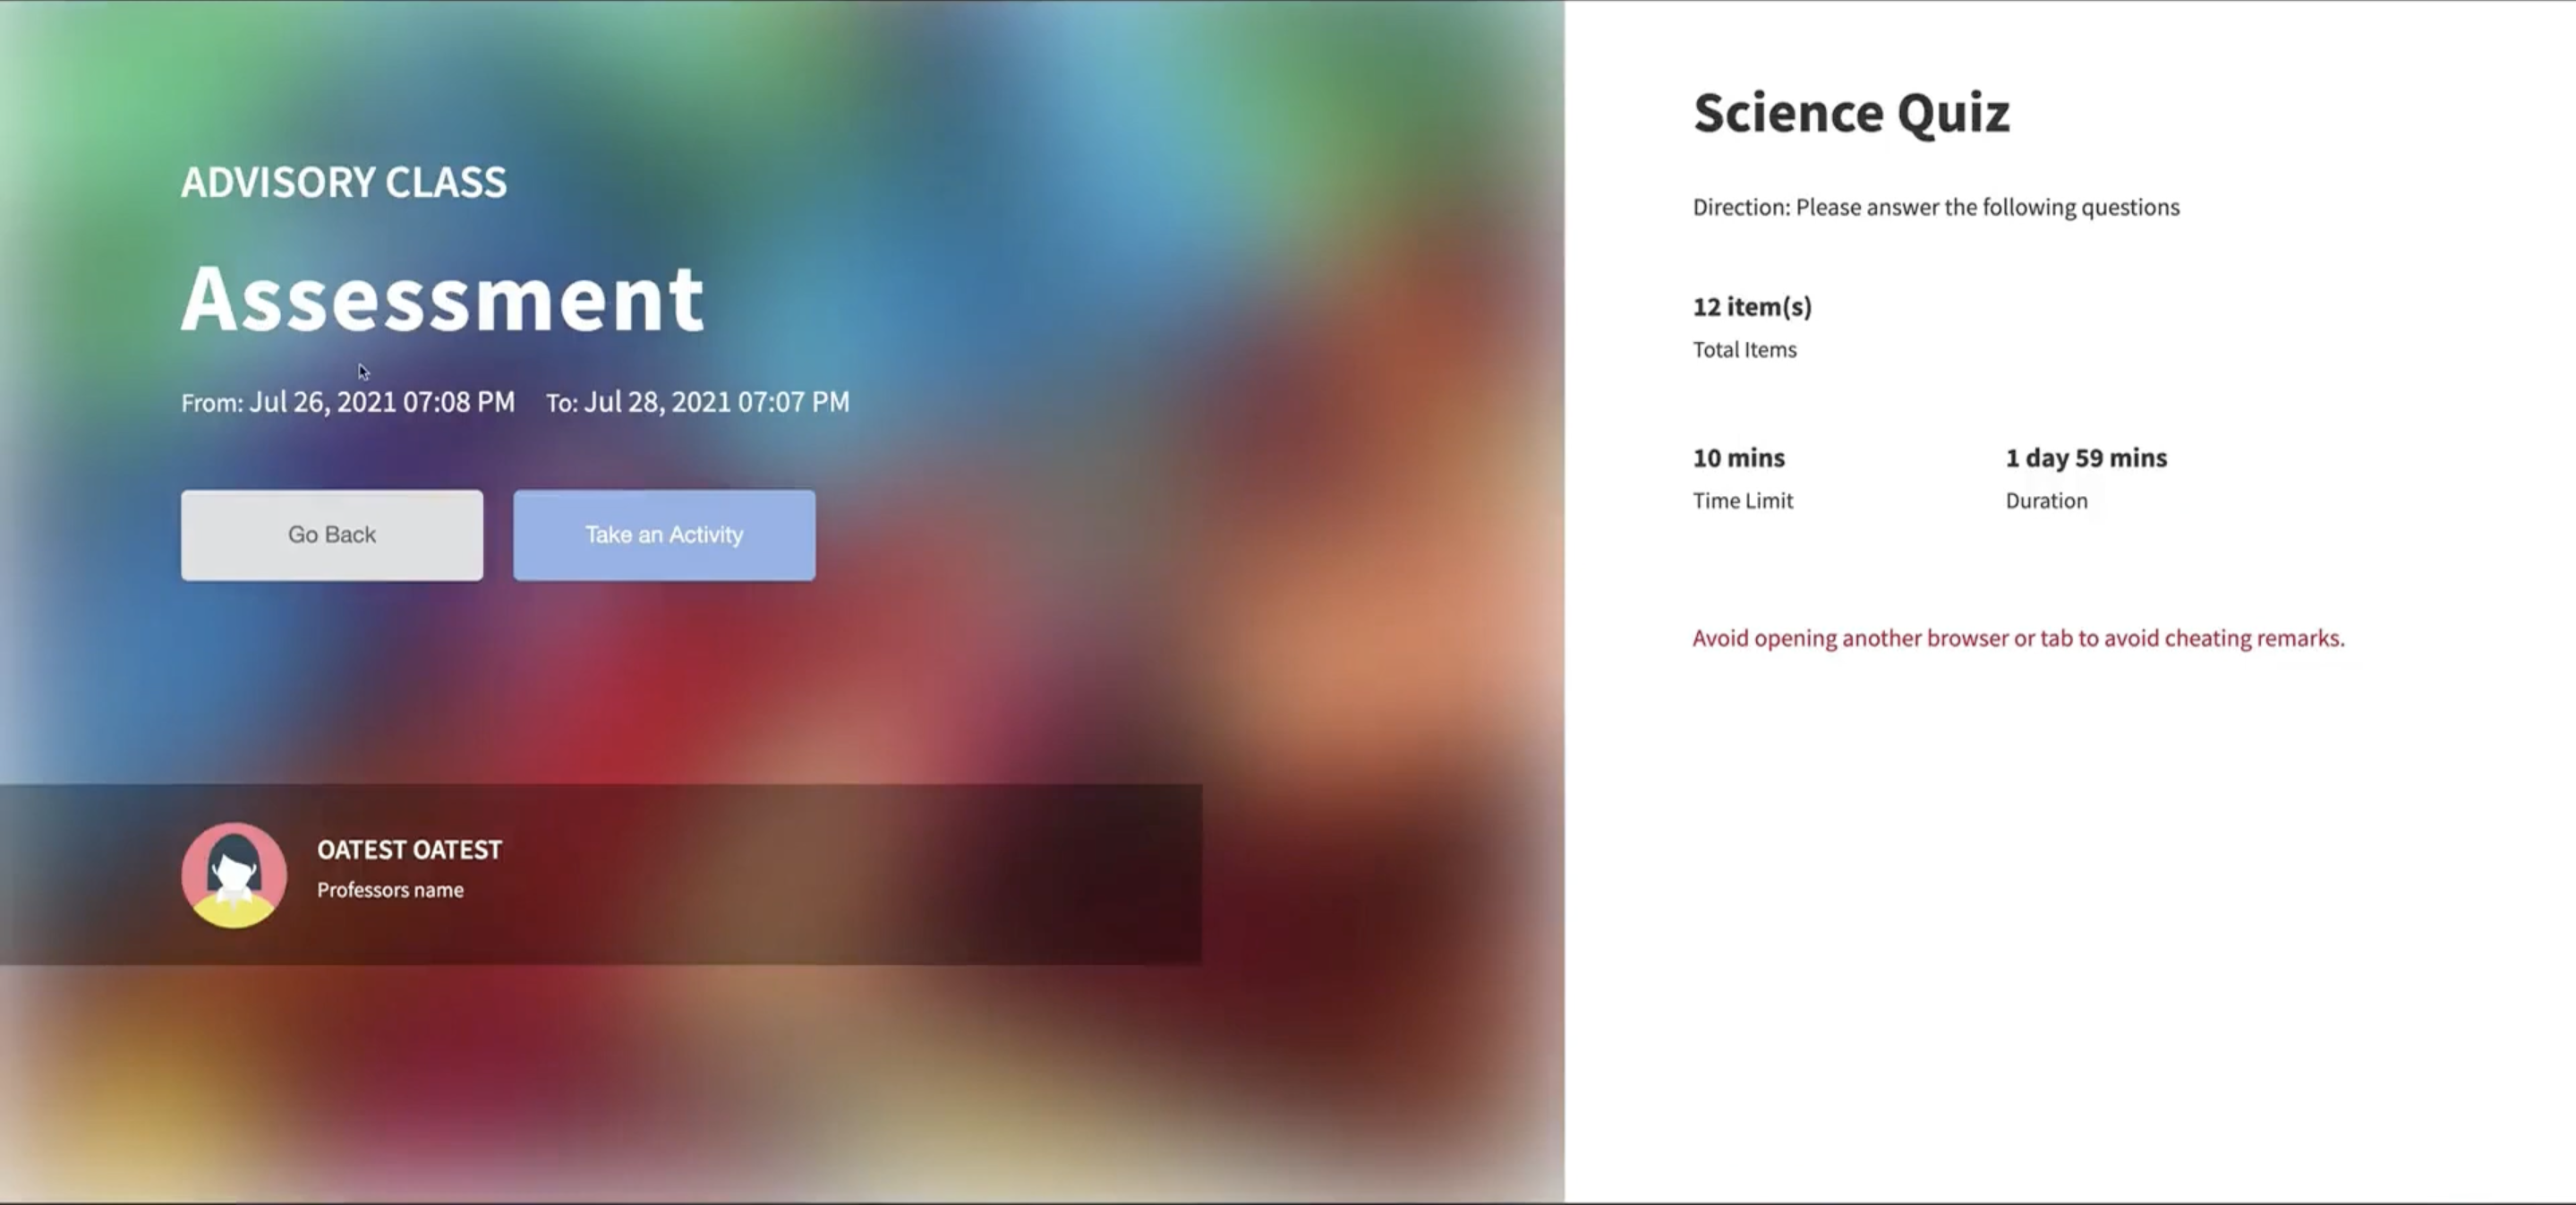 ADVISORY CLASS
Assessment
From: Jul 26, 2021 07:08 PM To: Jul 28, 2021 07:07 PM
Go Back
Take an Activity
OATEST OATEST
Professors name
Science Quiz
Direction: Please answer the following questions
12 item(s)
Total Items
10 mins
Time Limit
1 day 59 mins
Duration
Avoid opening another browser or tab to avoid cheating remarks.